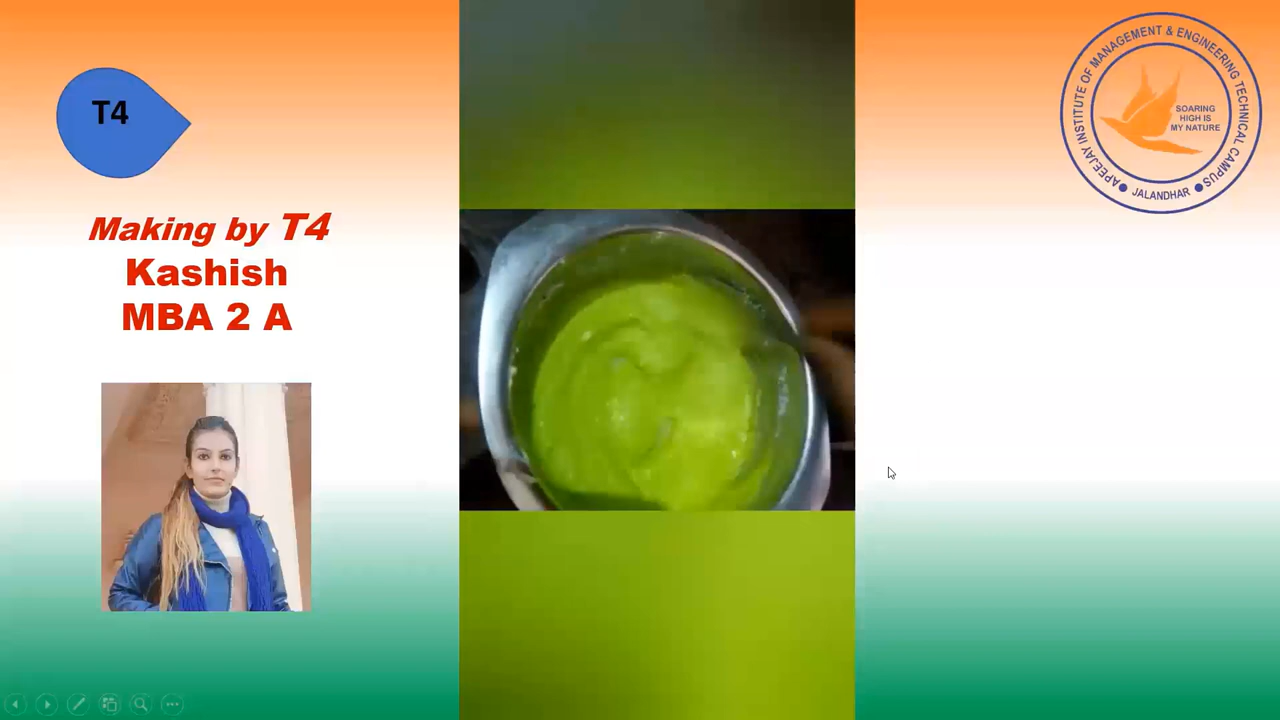 T4
Making by T4
Kashish
MBA 2 A
APEEJAY INSTITUTE OF MANAGEMENT & ENGINEERING TECHNICAL CAMPUS
JALANDHAR
SOARING
HIGH IS
MY NATURE